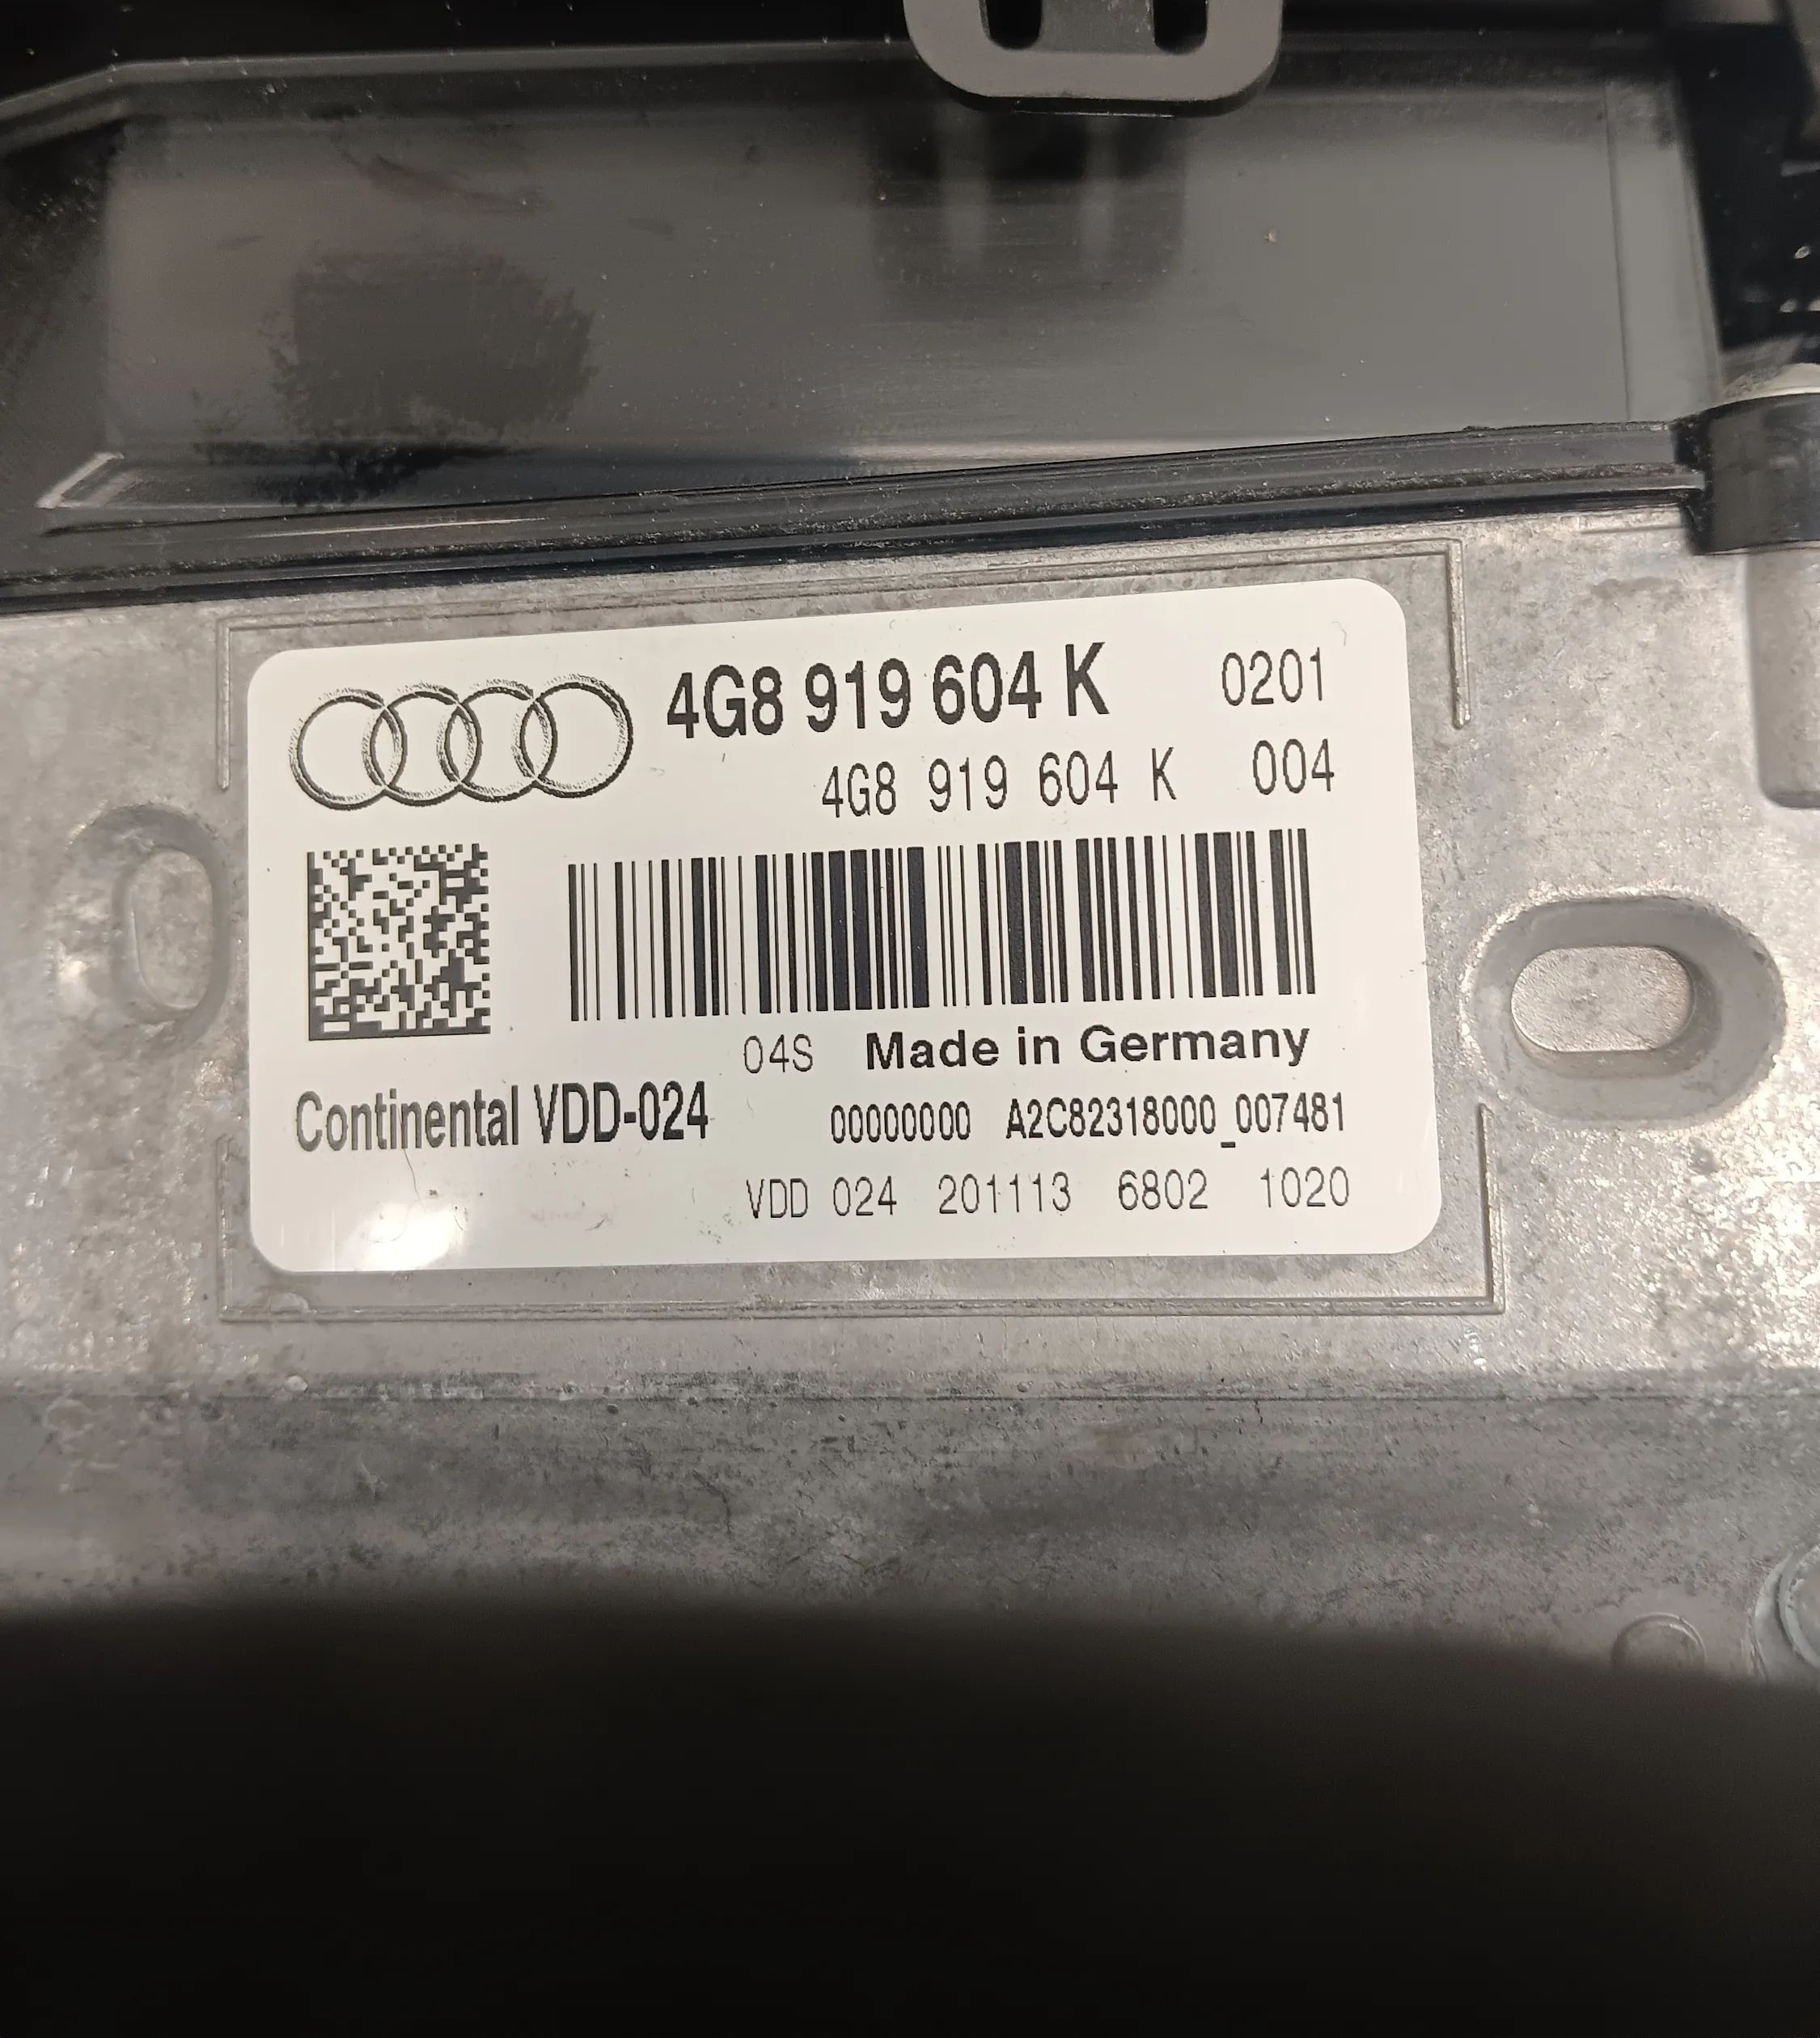 4G8 919 604 K 0201
4G8 919 604 K 004
04S Made in Germany
Continental VDD-024 00000000 A2C82318000_007481
VDD 024 201113 6802 1020